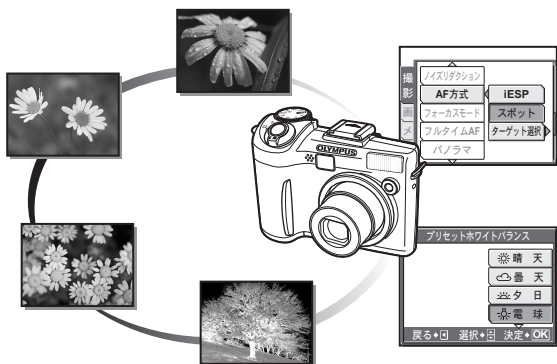 撮影
画
メ
ノイズリダクション
AF方式
フォーカスモード
フルタイムAF
パノラマ
iESP
スポット
ターゲット選択
OLYMPUS
プリセットホワイトバランス
晴 天
曇 天
夕 日
電 球
戻る 選択 決定 OK